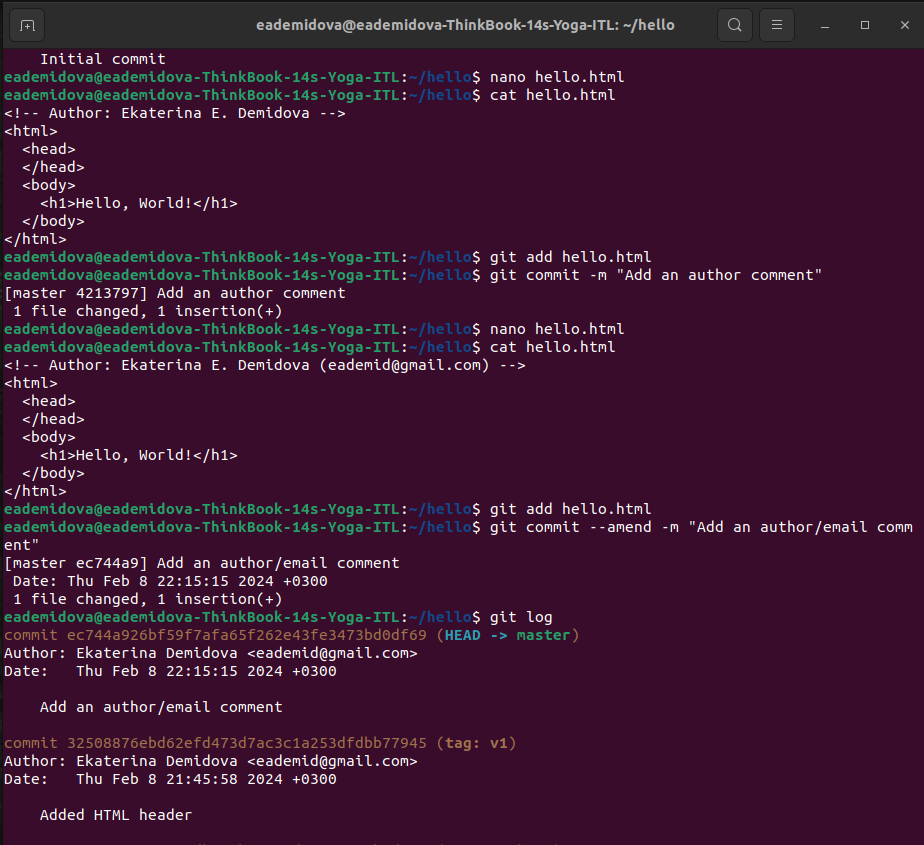 eademidova@eademidova-ThinkBook-14s-Yoga-ITL: ~/hello
    Initial commit
eademidova@eademidova-ThinkBook-14s-Yoga-ITL:~/hello$ nano hello.html
eademidova@eademidova-ThinkBook-14s-Yoga-ITL:~/hello$ cat hello.html
<!-- Author: Ekaterina E. Demidova -->
<html>
  <head>
  </head>
  <body>
    <h1>Hello, World!</h1>
  </body>
</html>
eademidova@eademidova-ThinkBook-14s-Yoga-ITL:~/hello$ git add hello.html
eademidova@eademidova-ThinkBook-14s-Yoga-ITL:~/hello$ git commit -m "Add an author comment"
[master 4213797] Add an author comment
 1 file changed, 1 insertion(+)
eademidova@eademidova-ThinkBook-14s-Yoga-ITL:~/hello$ nano hello.html
eademidova@eademidova-ThinkBook-14s-Yoga-ITL:~/hello$ cat hello.html
<!-- Author: Ekaterina E. Demidova (eademid@gmail.com) -->
<html>
  <head>
  </head>
  <body>
    <h1>Hello, World!</h1>
  </body>
</html>
eademidova@eademidova-ThinkBook-14s-Yoga-ITL:~/hello$ git add hello.html
eademidova@eademidova-ThinkBook-14s-Yoga-ITL:~/hello$ git commit --amend -m "Add an author/email comm
ent"
[master ec744a9] Add an author/email comment
 Date: Thu Feb 8 22:15:15 2024 +0300
 1 file changed, 1 insertion(+)
eademidova@eademidova-ThinkBook-14s-Yoga-ITL:~/hello$ git log
commit ec744a926bf59f7afa65f262e43fe3473bd0df69 (HEAD -> master)
Author: Ekaterina Demidova <eademid@gmail.com>
Date:   Thu Feb 8 22:15:15 2024 +0300

    Add an author/email comment

commit 32508876ebd62efd473d7ac3c1a253dfdbb77945 (tag: v1)
Author: Ekaterina Demidova <eademid@gmail.com>
Date:   Thu Feb 8 21:45:58 2024 +0300

    Added HTML header